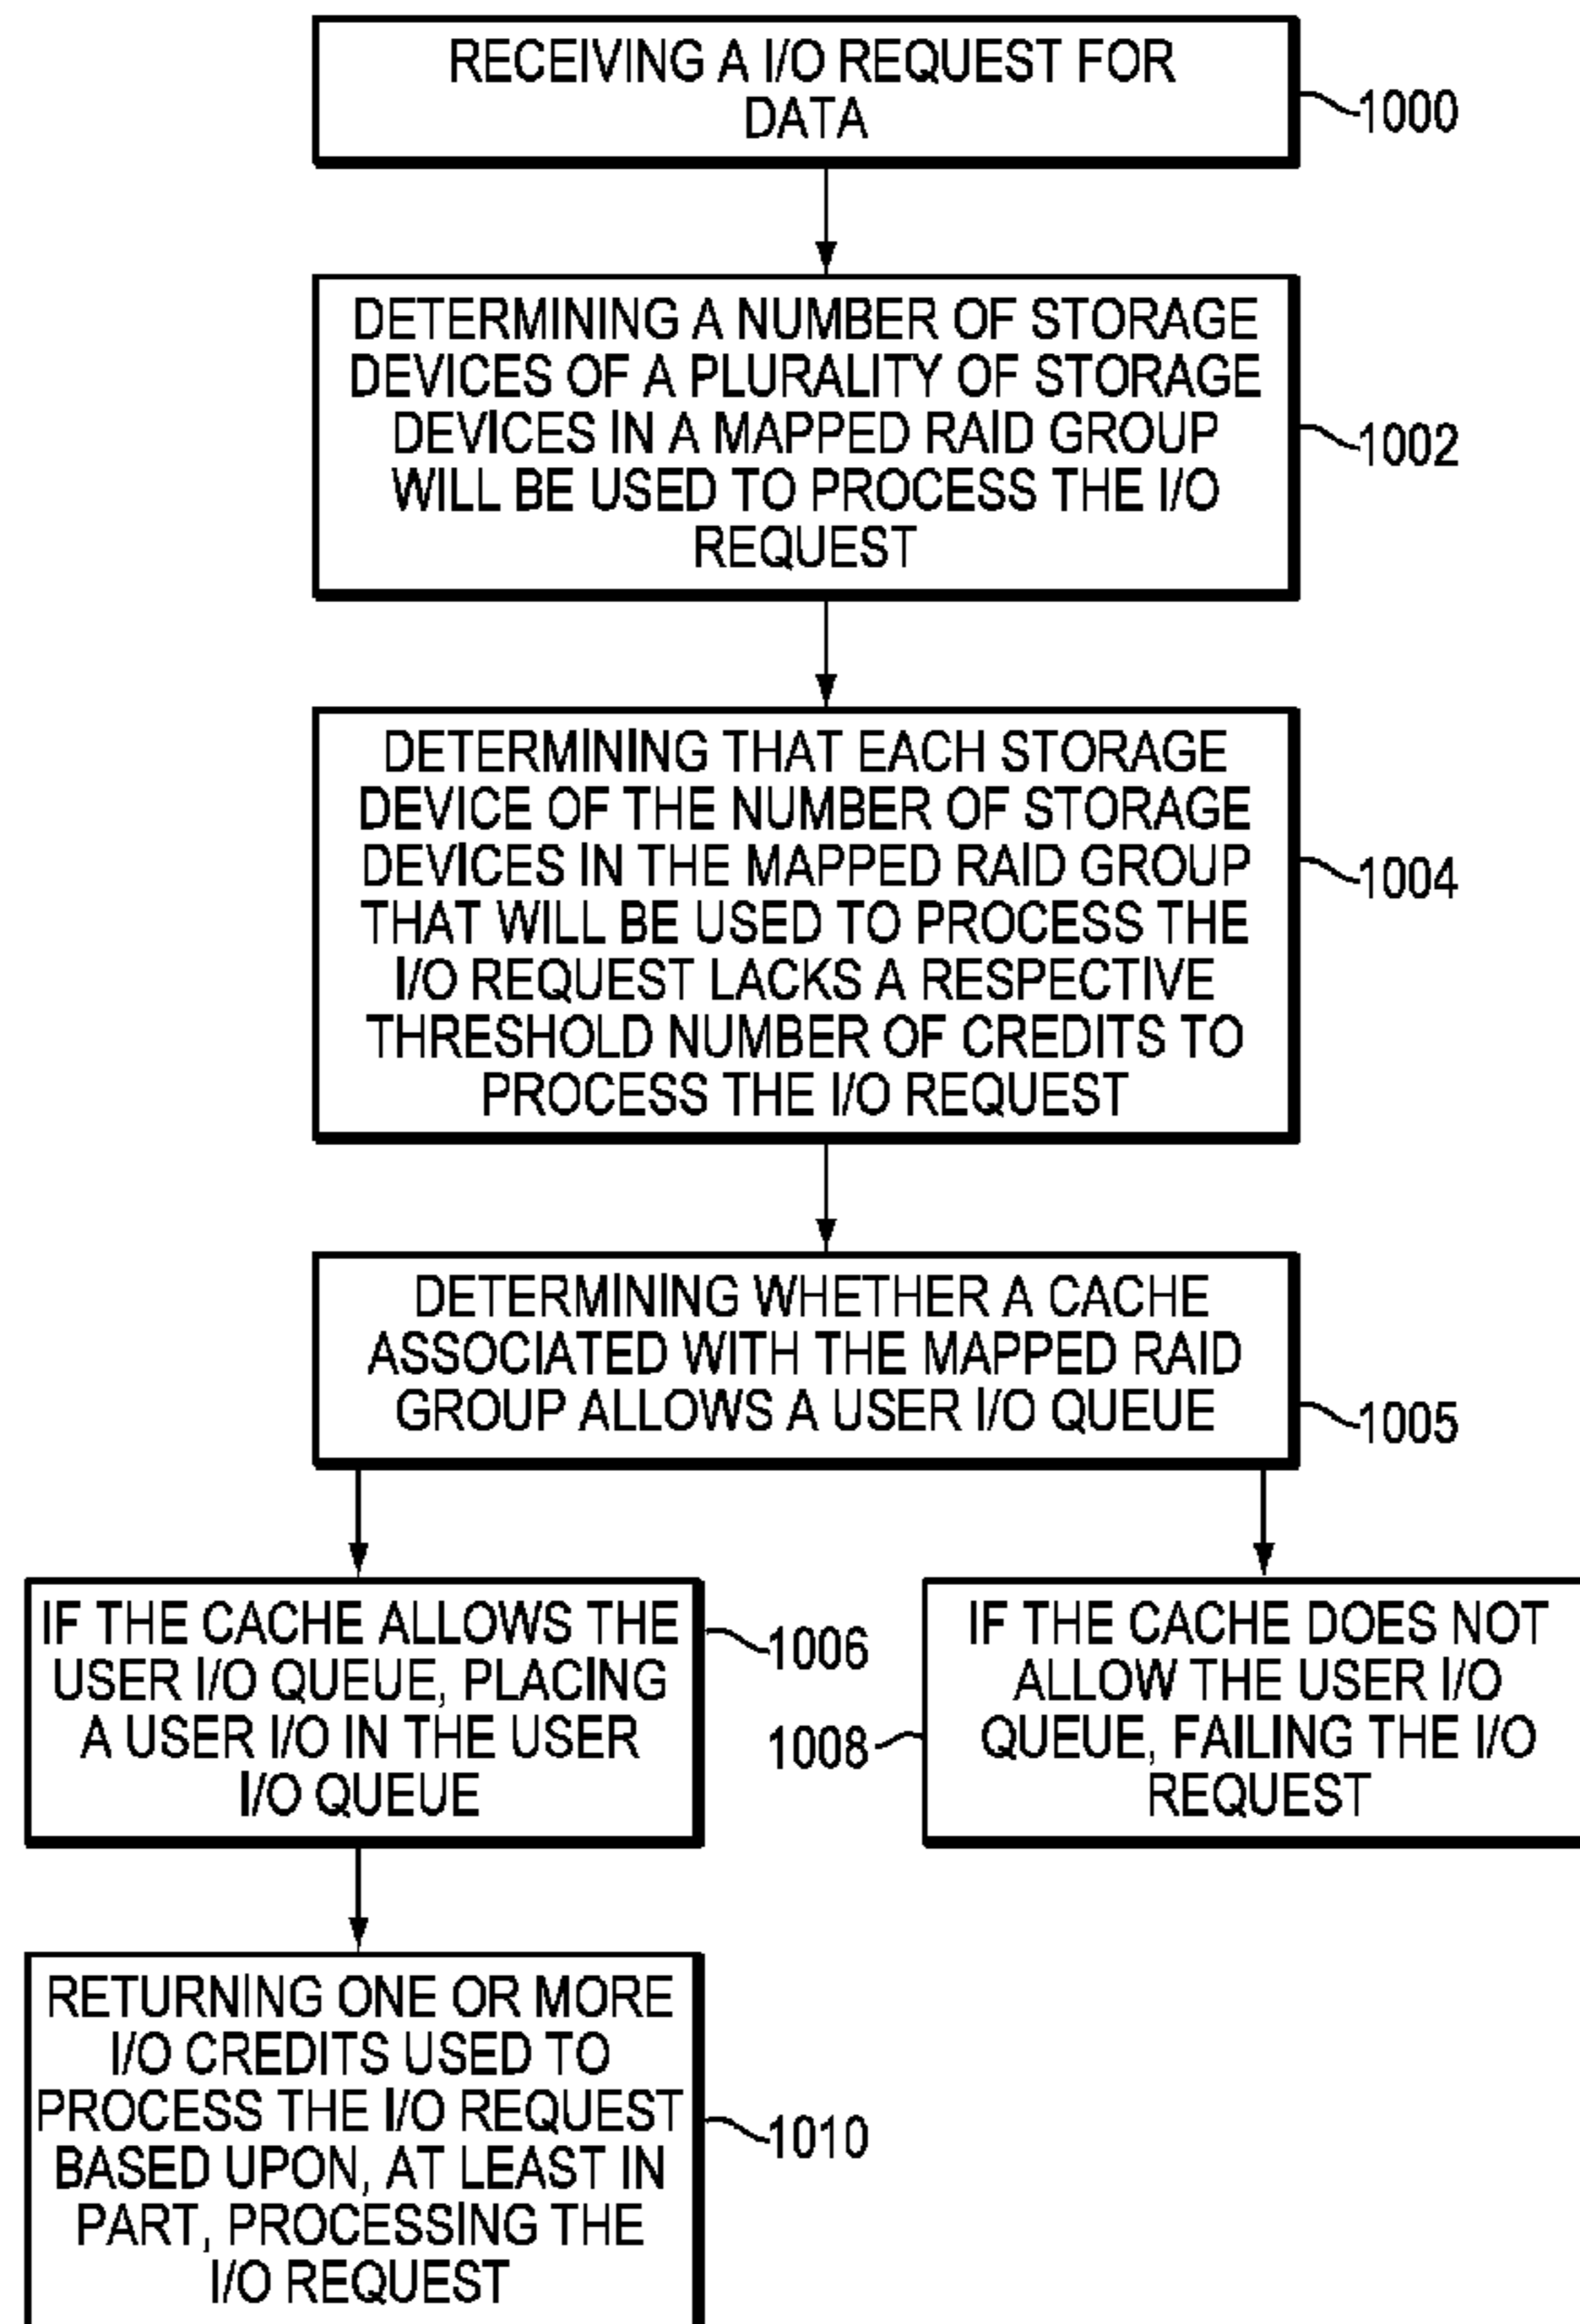 RECEIVING A I/O REQUEST FOR
DATA
1000
DETERMINING A NUMBER OF STORAGE
DEVICES OF A PLURALITY OF STORAGE
DEVICES IN A MAPPED RAID GROUP
WILL BE USED TO PROCESS THE I/O
REQUEST
1002
DETERMINING THAT EACH STORAGE
DEVICE OF THE NUMBER OF STORAGE
DEVICES IN THE MAPPED RAID GROUP
THAT WILL BE USED TO PROCESS THE
I/O REQUEST LACKS A RESPECTIVE
THRESHOLD NUMBER OF CREDITS TO
PROCESS THE I/O REQUEST
1004
DETERMINING WHETHER A CACHE
ASSOCIATED WITH THE MAPPED RAID
GROUP ALLOWS A USER I/O QUEUE
1005
IF THE CACHE ALLOWS THE
USER I/O QUEUE, PLACING
A USER I/O IN THE USER
I/O QUEUE
1006
IF THE CACHE DOES NOT
ALLOW THE USER I/O
QUEUE, FAILING THE I/O
REQUEST
1008
RETURNING ONE OR MORE
I/O CREDITS USED TO
PROCESS THE I/O REQUEST
BASED UPON, AT LEAST IN
PART, PROCESSING THE
I/O REQUEST
1010